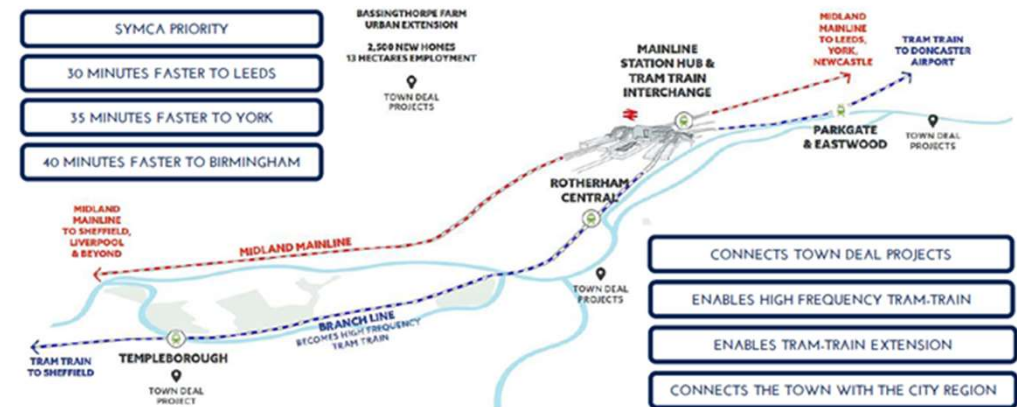 SYMCA PRIORITY
30 MINUTES FASTER TO LEEDS
35 MINUTES FASTER TO YORK
40 MINUTES FASTER TO BIRMINGHAM
BASSINGTHORPE FARM
URBAN EXTENSION
2,500 NEW HOMES
13 HECTARES EMPLOYMENT
TOWN DEAL
PROJECTS
MAINLINE
STATION HUB &
TRAM TRAIN
INTERCHANGE
MIDLAND
MAINLINE
TO LEEDS,
YORK,
NEWCASTLE
TRAM TRAIN
TO DONCASTER
AIRPORT
PARKGATE
& EASTWOOD
TOWN DEAL
PROJECTS
ROTHERHAM
CENTRAL
MIDLAND
MAINLINE
TO SHEFFIELD,
LIVERPOOL
& BEYOND
MIDLAND MAINLINE
TOWN DEAL
PROJECTS
BRANCH LINE
BECOMES HIGH FREQUENCY
TRAM TRAIN
TRAM TRAIN
TO SHEFFIELD
TEMPLEBOROUGH
TOWN DEAL
PROJECT
CONNECTS TOWN DEAL PROJECTS
ENABLES HIGH FREQUENCY TRAM-TRAIN
ENABLES TRAM-TRAIN EXTENSION
CONNECTS THE TOWN WITH THE CITY REGION